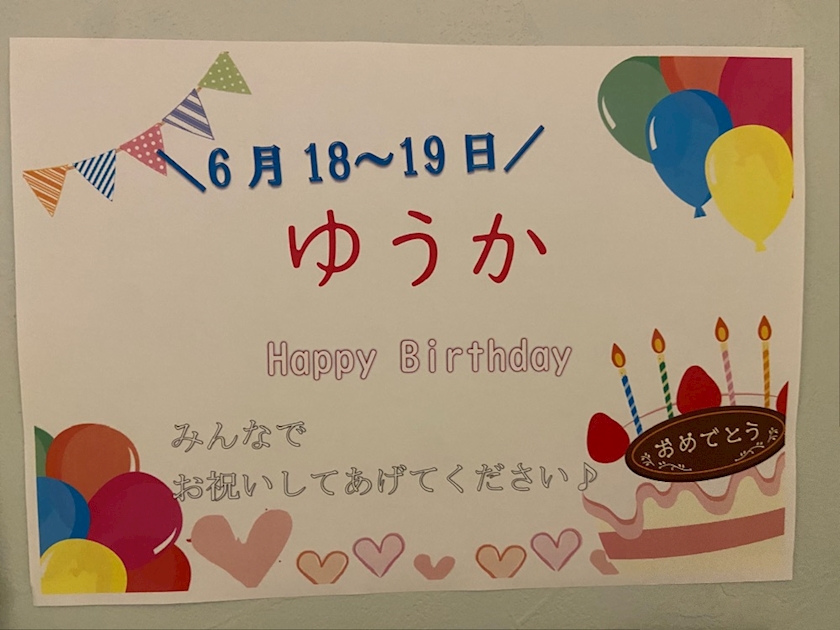 ＼6月18～19日／
ゆうか
Happy Birthday
みんなで
お祝いしてあげてください♪
おめでとう